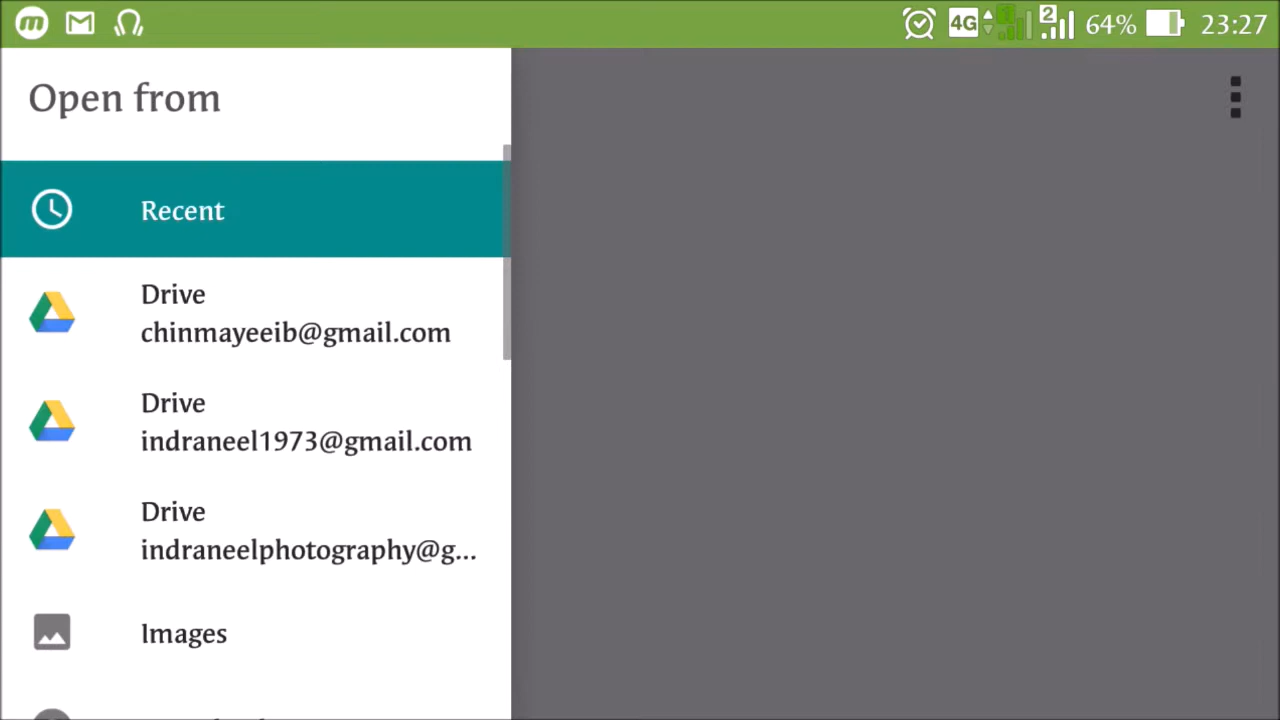 4G 1 2 64% 23:27
Open from
Recent
Drive
chinmayeeib@gmail.com
Drive
indraneel1973@gmail.com
Drive
indraneelphotography@g...
Images